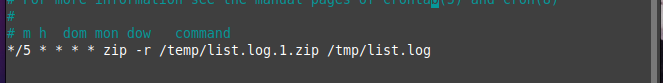 # For more information see the manual pages of crontab(5) and cron(8)
#
# m h  dom mon dow   command
*/5 * * * * zip -r /temp/list.log.1.zip /tmp/list.log